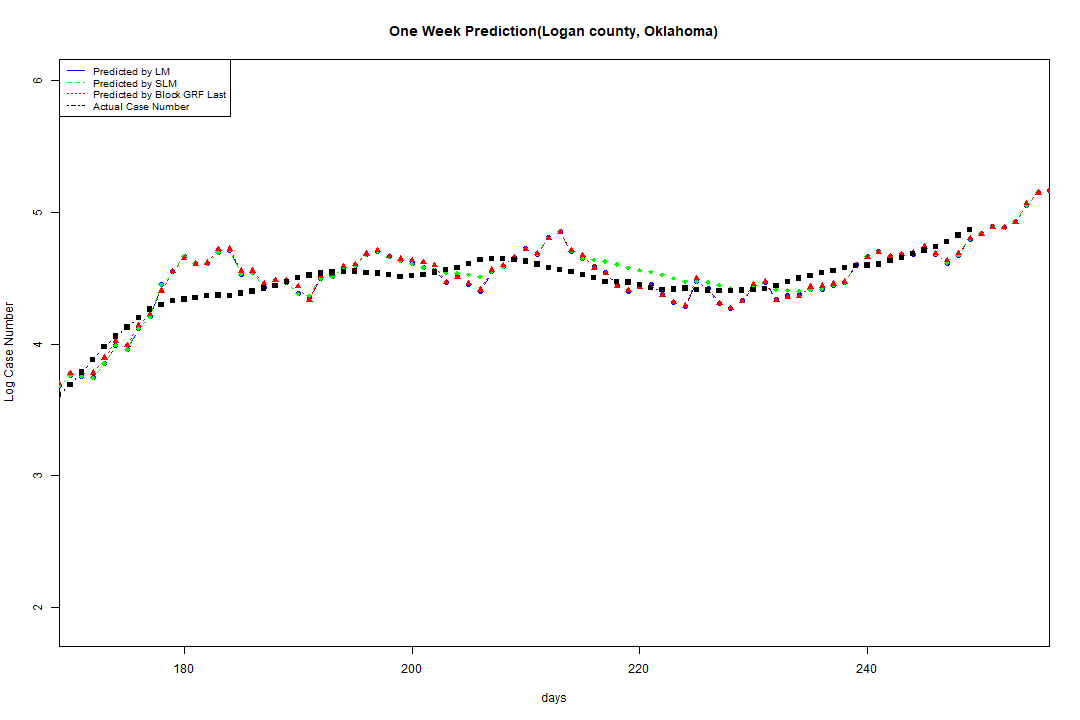 One Week Prediction(Logan county, Oklahoma)
Predicted by LM
Predicted by SLM
Predicted by Block GRF Last
Actual Case Number
6
5
4
3
2
Log Case Number
180
200
220
240
days